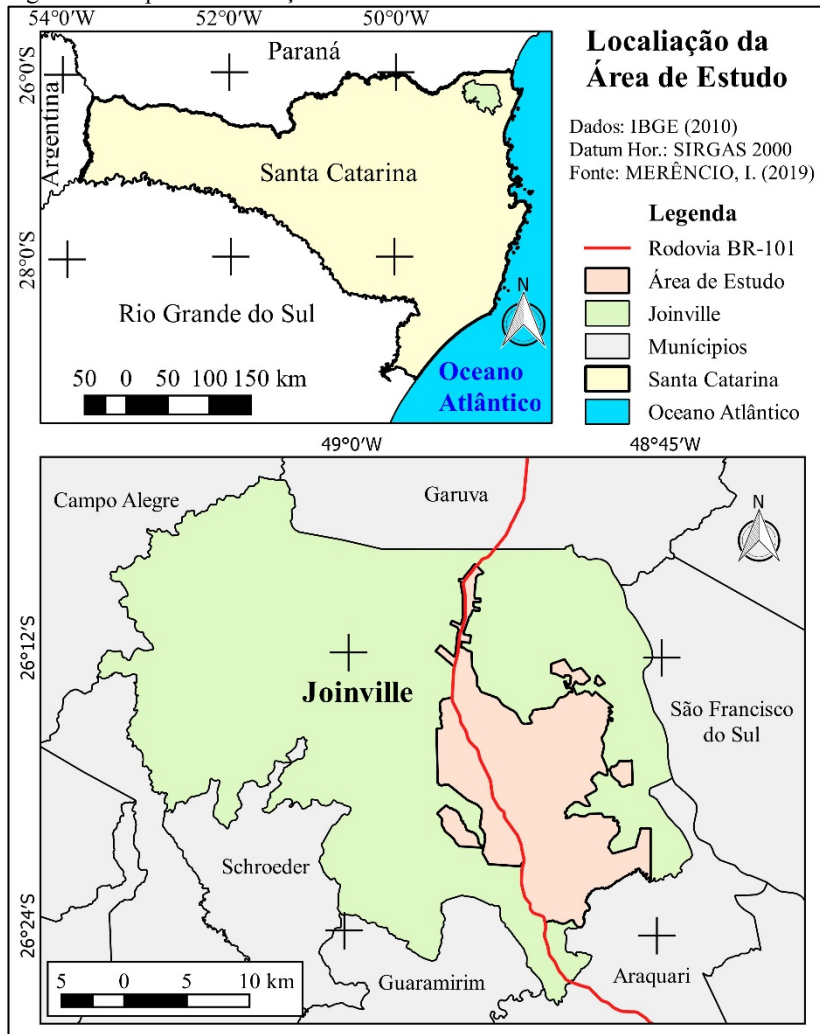 54°0'W 52°0'W 50°0'W
26°0'S
28°0'S
Paraná
Argentina
Santa Catarina
Rio Grande do Sul
Oceano
Atlântico
N
50 0 50 100 150 km
Localiação da
Área de Estudo
Dados: IBGE (2010)
Datum Hor.: SIRGAS 2000
Fonte: MERÊNCIO, I. (2019)
Legenda
Rodovia BR-101
Área de Estudo
Joinville
Munícipios
Santa Catarina
Oceano Atlântico
49°0'W 48°45'W
26°12'S
26°24'S
Campo Alegre
Garuva
N
Joinville
São Francisco
do Sul
Schroeder
Guaramirim
Araquari
5 0 5 10 km